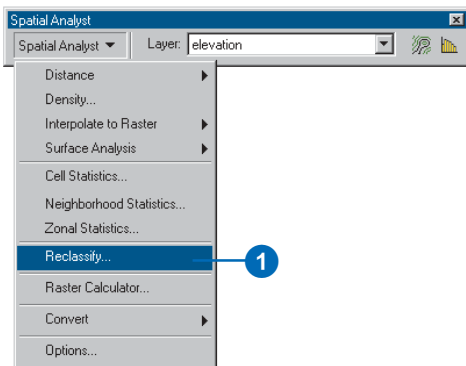 Spatial Analyst
Spatial Analyst Layer: elevation
Distance
Density...
Interpolate to Raster
Surface Analysis
Cell Statistics...
Neighborhood Statistics...
Zonal Statistics...
Reclassify...
1
Raster Calculator...
Convert
Options...